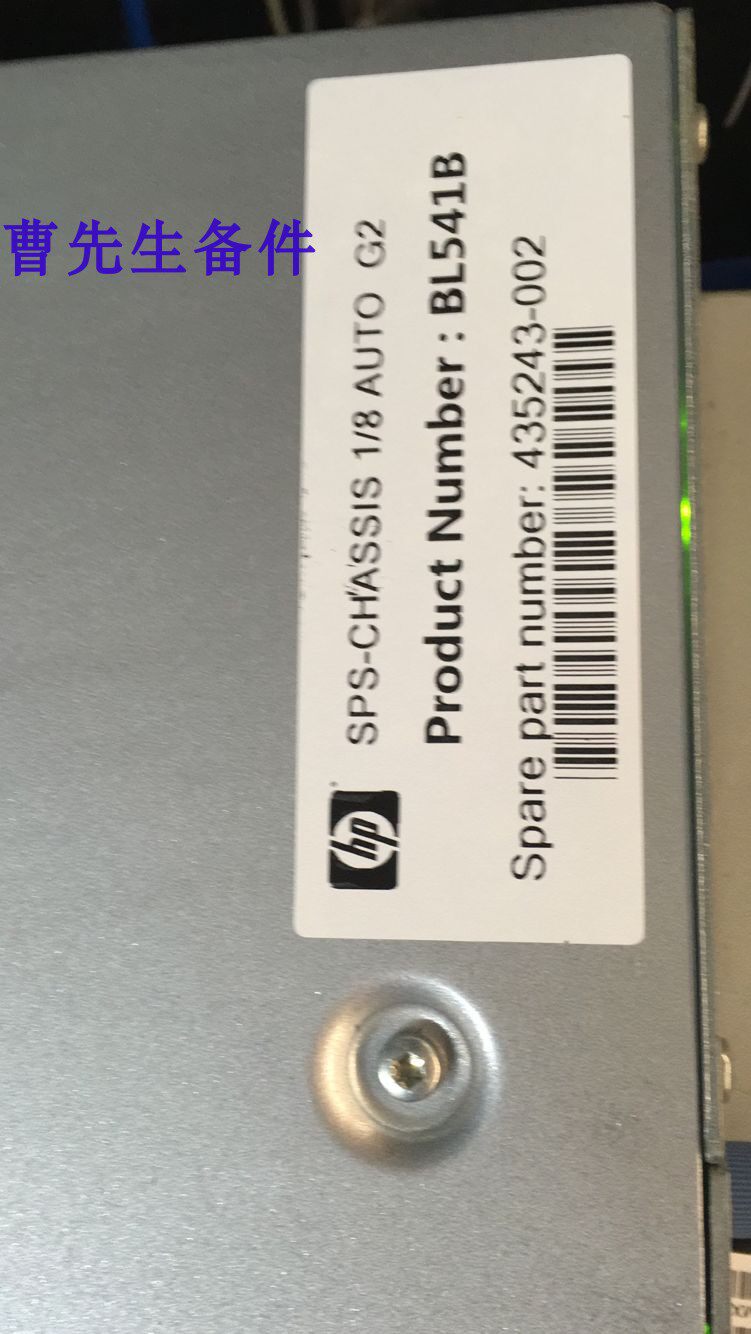 曹先生备件
SPS-CHASSIS 1/8 AUTO G2
Product Number : BL541B
Spare part number: 435243-002
hp